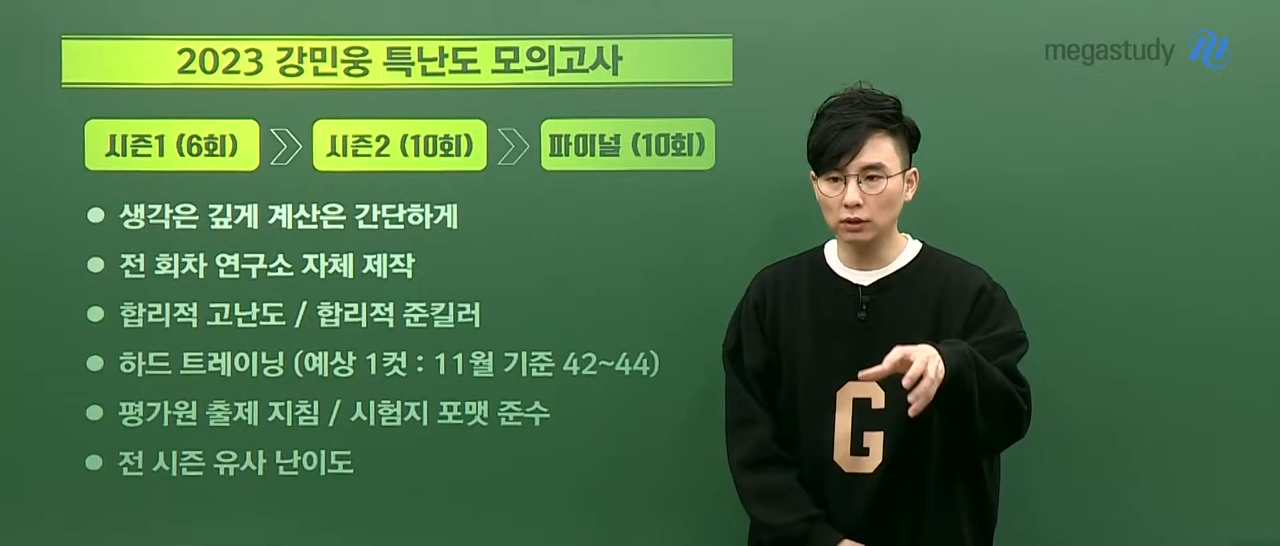 2023 강민웅 특난도 모의고사
megastudy
시즌1 (6회) 시즌2 (10회) 파이널 (10회)
생각은 깊게 계산은 간단하게
전 회차 연구소 자체 제작
합리적 고난도 / 합리적 준킬러
하드 트레이닝 (예상 1컷 : 11월 기준 42~44)
평가원 출제 지침 / 시험지 포맷 준수
전 시즌 유사 난이도
G